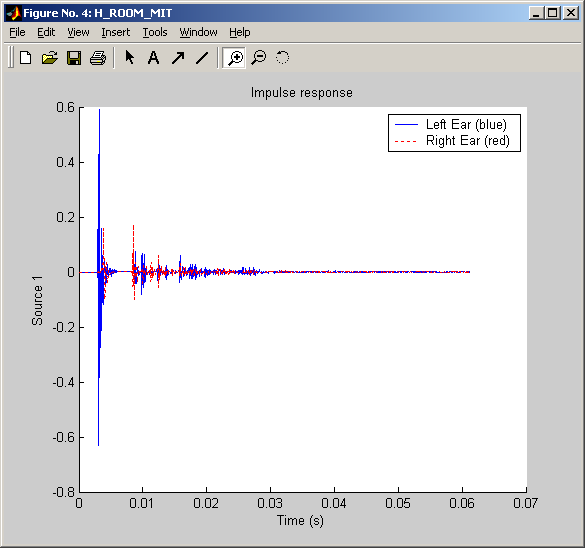 Figure No. 4: H_ROOM_MIT
File Edit View Insert Tools Window Help
Impulse response
Left Ear (blue)
Right Ear (red)
0.6
0.4
0.2
0
-0.2
-0.4
-0.6
-0.8
Source 1
0 0.01 0.02 0.03 0.04 0.05 0.06 0.07
Time (s)